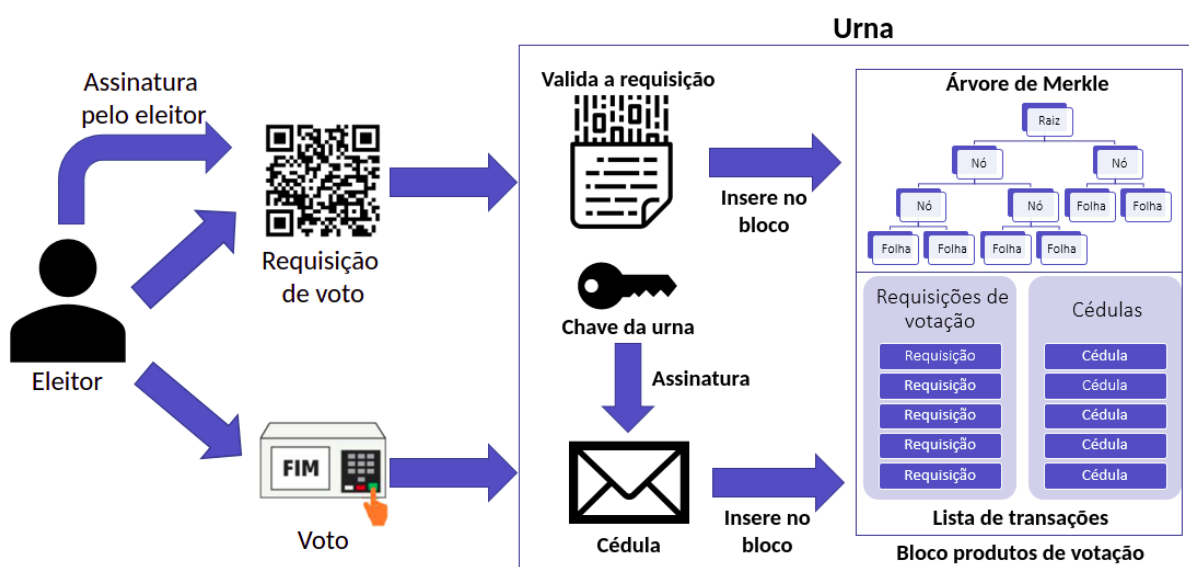 Urna
Assinatura
pelo eleitor
Requisição
de voto
Eleitor
FIM
Voto
Valida a requisição
Insere no
bloco
Chave da urna
Assinatura
Cédula
Insere no
bloco
Árvore de Merkle
Raiz
Nó
Nó
Nó
Nó
Folha
Folha
Folha
Folha
Folha
Folha
Requisições de
votação
Requisição
Requisição
Requisição
Requisição
Requisição
Cédulas
Cédula
Cédula
Cédula
Cédula
Cédula
Lista de transações
Bloco produtos de votação